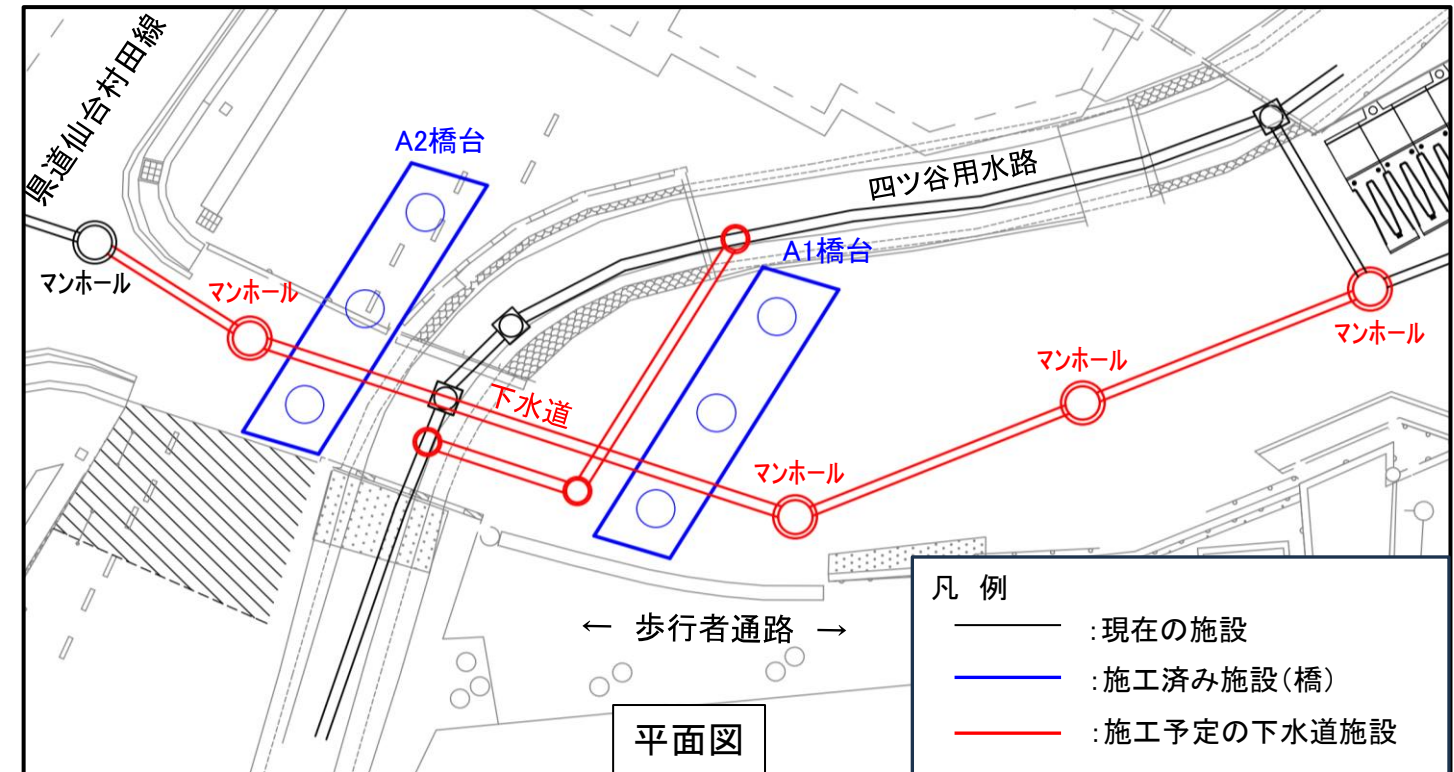 県道仙台村田線
A2橋台
四ツ谷用水路
A1橋台
マンホール
マンホール
マンホール
マンホール
下水道
マンホール
← 歩行者通路 →
凡 例
:現在の施設
:施工済み施設(橋)
:施工予定の下水道施設
平面図